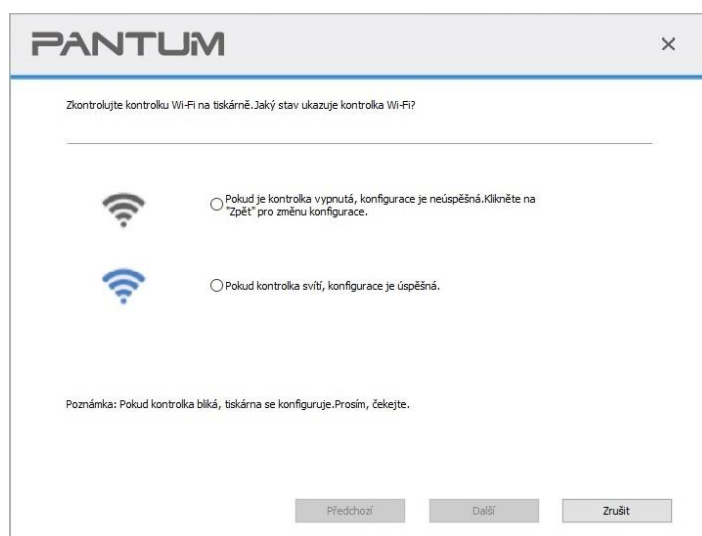 PANTUM
Zkontrolujte kontrolku Wi-Fi na tiskárně.Jaký stav ukazuje kontrolka Wi-Fi?
Pokud je kontrolka vypnutá, konfigurace je neúspěšná.Klikněte na
"Zpět" pro změnu konfigurace.
Pokud kontrolka svítí, konfigurace je úspěšná.
Poznámka: Pokud kontrolka bliká, tiskárna se konfiguruje.Prosím, čekejte.
Předchozí
Další
Zrušit